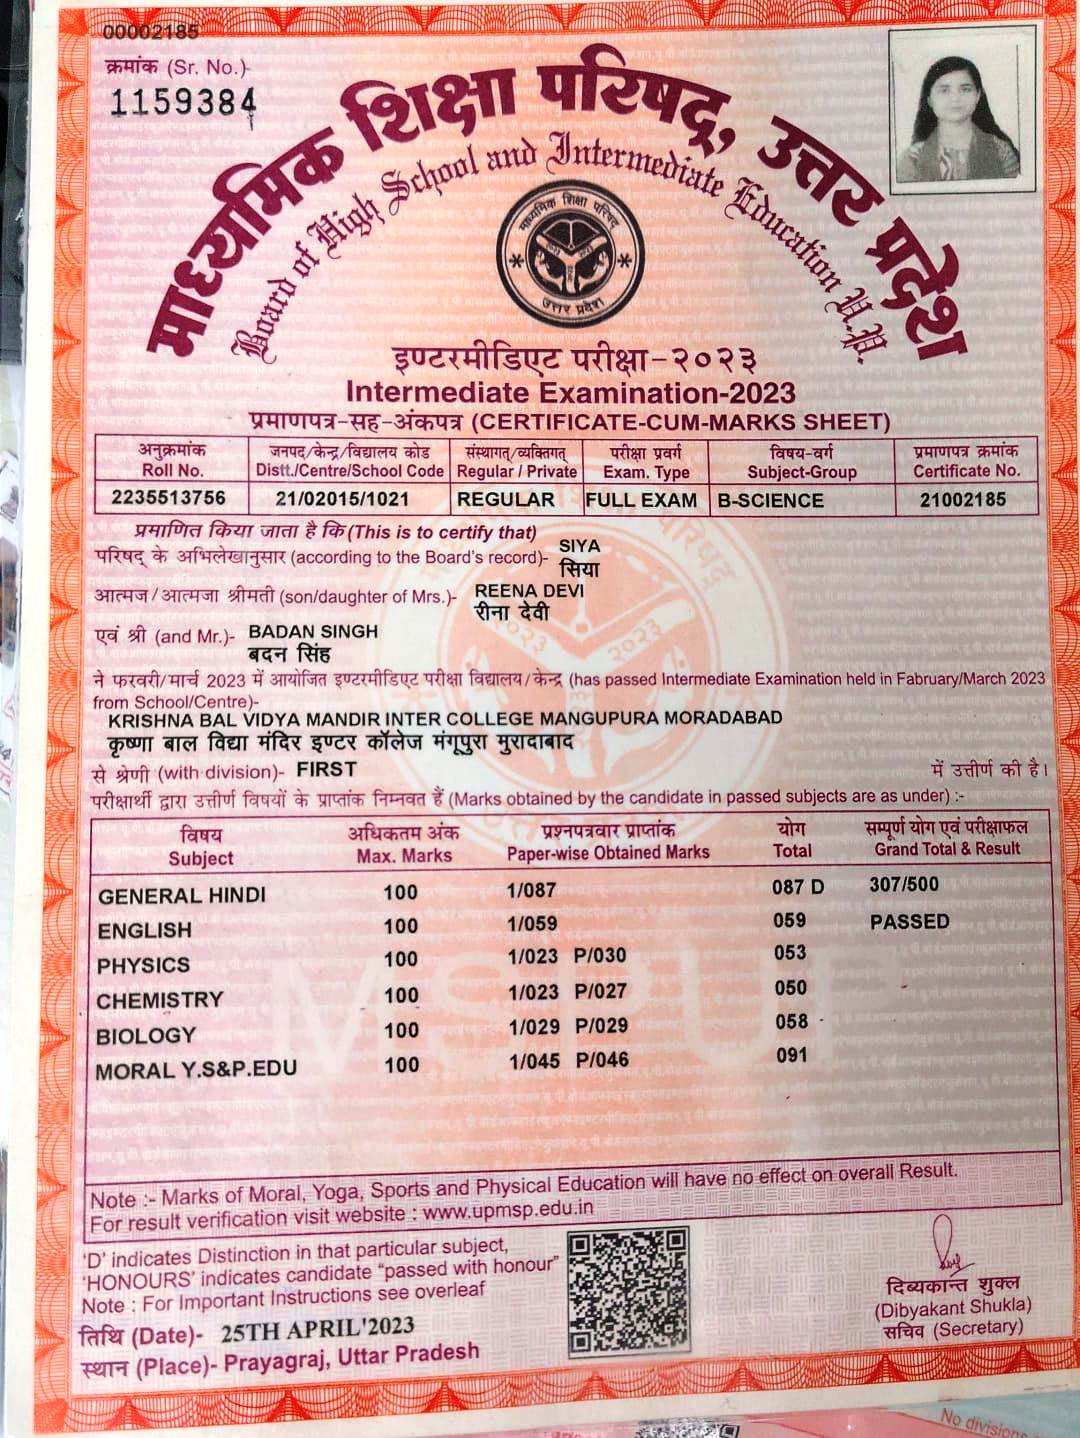 00002185
क्रमांक (Sr. No.)-
1159384
माध्यमिक शिक्षा परिषद्, उत्तर प्रदेश
Board of High School and Intermediate Education U.P.
माध्यमिक शिक्षा परिषद
उत्तर प्रदेश
इण्टरमीडिएट परीक्षा-२०२३
Intermediate Examination-2023
प्रमाणपत्र-सह-अंकपत्र (CERTIFICATE-CUM-MARKS SHEET)
अनुक्रमांक जनपद/केन्द्र/विद्यालय कोड संस्थागत्/व्यक्तिगत् परीक्षा प्रवर्ग विषय-वर्ग प्रमाणपत्र क्रमांक
Roll No. Distt./Centre/School Code Regular / Private Exam. Type Subject-Group Certificate No.
2235513756 21/02015/1021 REGULAR FULL EXAM B-SCIENCE 21002185
प्रमाणित किया जाता है कि (This is to certify that)
परिषद् के अभिलेखानुसार (according to the Board's record)- SIYA
सिया
आत्मज/आत्मजा श्रीमती (son/daughter of Mrs.)- REENA DEVI
रीना देवी
एवं श्री (and Mr.)- BADAN SINGH
बदन सिंह
ने फरवरी/मार्च 2023 में आयोजित इण्टरमीडिएट परीक्षा विद्यालय/केन्द्र (has passed Intermediate Examination held in Fabruary/March 2023
from School/Centre)-
KRISHNA BAL VIDYA MANDIR INTER COLLEGE MANGUPURA MORADABAD
कृष्णा बाल विद्या मंदिर इण्टर कॉलेज मंगूपुरा मुरादाबाद
से श्रेणी (with division)- FIRST में उत्तीर्ण की है।
परीक्षार्थी द्वारा उत्तीर्ण विषयों के प्राप्तांक निम्नवत हैं (Marks obtained by the candidate in passed subjects are as under) :-
विषय अधिकतम अंक प्रश्नपत्रवार प्राप्तांक योग सम्पूर्ण योग एवं परीक्षाफल
Subject Max. Marks Paper-wise Obtained Marks Total Grand Total & Result
GENERAL HINDI 100 1/087 087 D 307/500
ENGLISH 100 1/059 059 PASSED
PHYSICS 100 1/023 P/030 053
CHEMISTRY 100 1/023 P/027 050
BIOLOGY 100 1/029 P/029 058
MORAL Y.S&P.EDU 100 1/045 P/046 091
Note :- Marks of Moral, Yoga, Sports and Physical Education will have no effect on overall Result.
For result verification visit website : www.upmsp.edu.in
'D' indicates Distinction in that particular subject,
'HONOURS' indicates candidate "passed with honour"
Note : For Important Instructions see overleaf
तिथि (Date)- 25TH APRIL'2023
स्थान (Place)- Prayagraj, Uttar Pradesh
दिव्यकान्त शुक्ल
(Dibyakant Shukla)
सचिव (Secretary)
No divisions